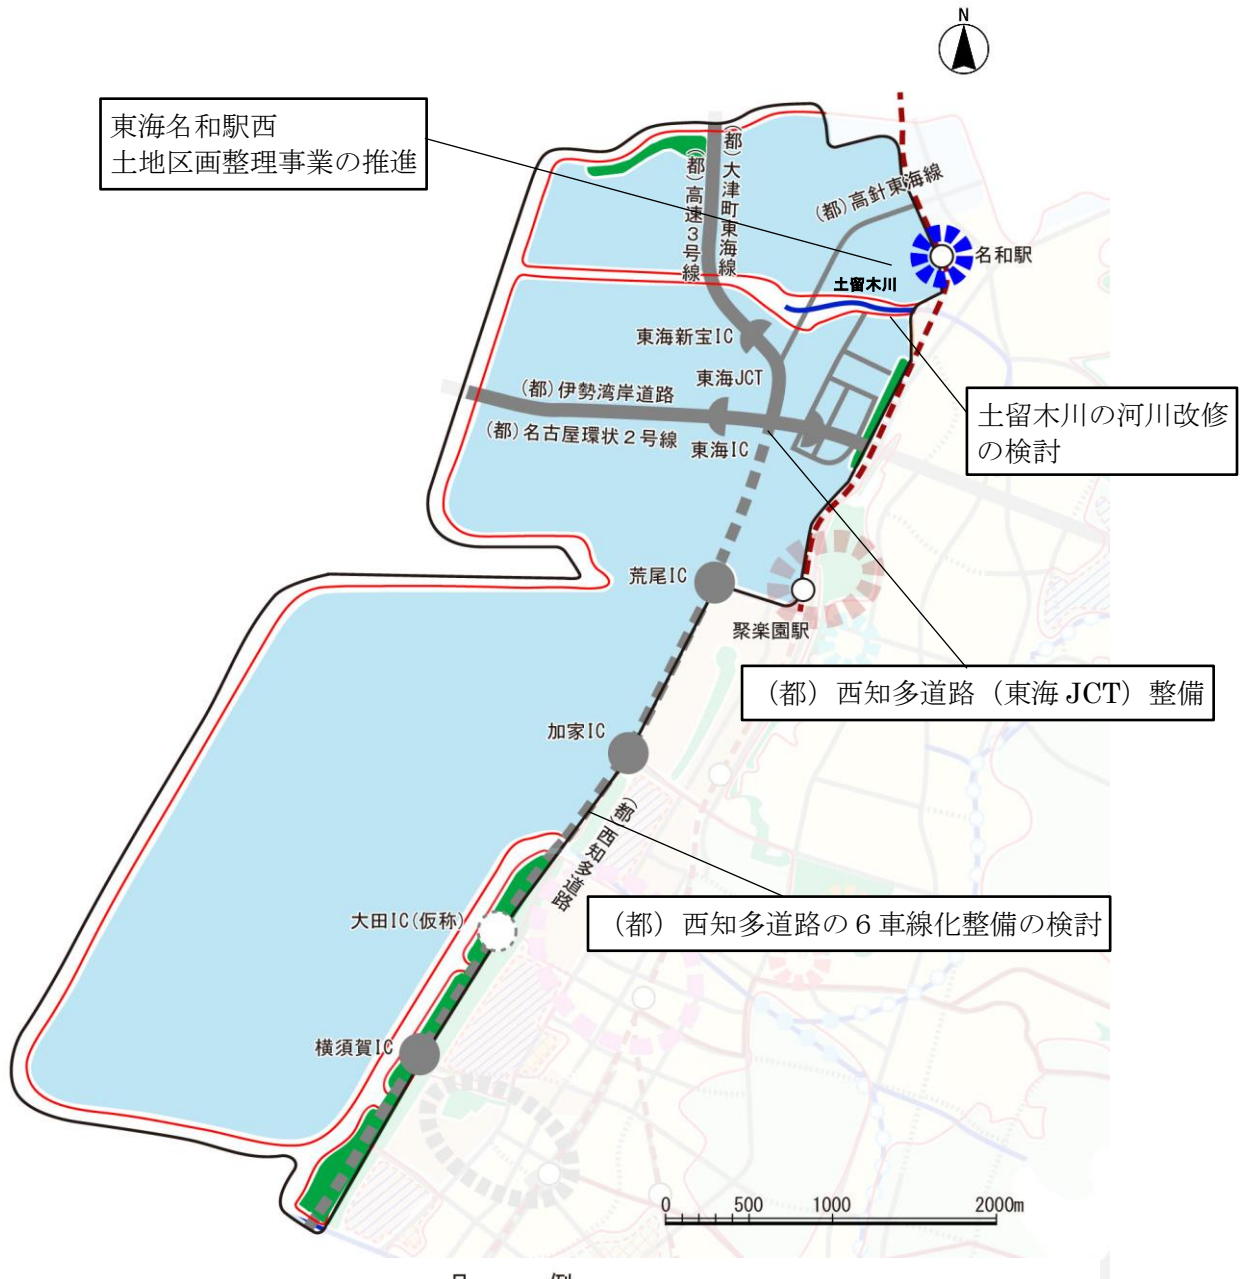 N
東海名和駅西
土地区画整理事業の推進
(都)大津町東海線
(都)高速3号線
(都)高針東海線
名和駅
土留木川
東海新宝IC
東海JCT
(都)伊勢湾岸道路
(都)名古屋環状2号線
東海IC
土留木川の河川改修
の検討
荒尾IC
聚楽園駅
(都) 西知多道路 (東海 JCT) 整備
加家IC
(都)西知多道路
大田IC(仮称)
(都) 西知多道路の6車線化整備の検討
横須賀IC
0 500 1000 2000m